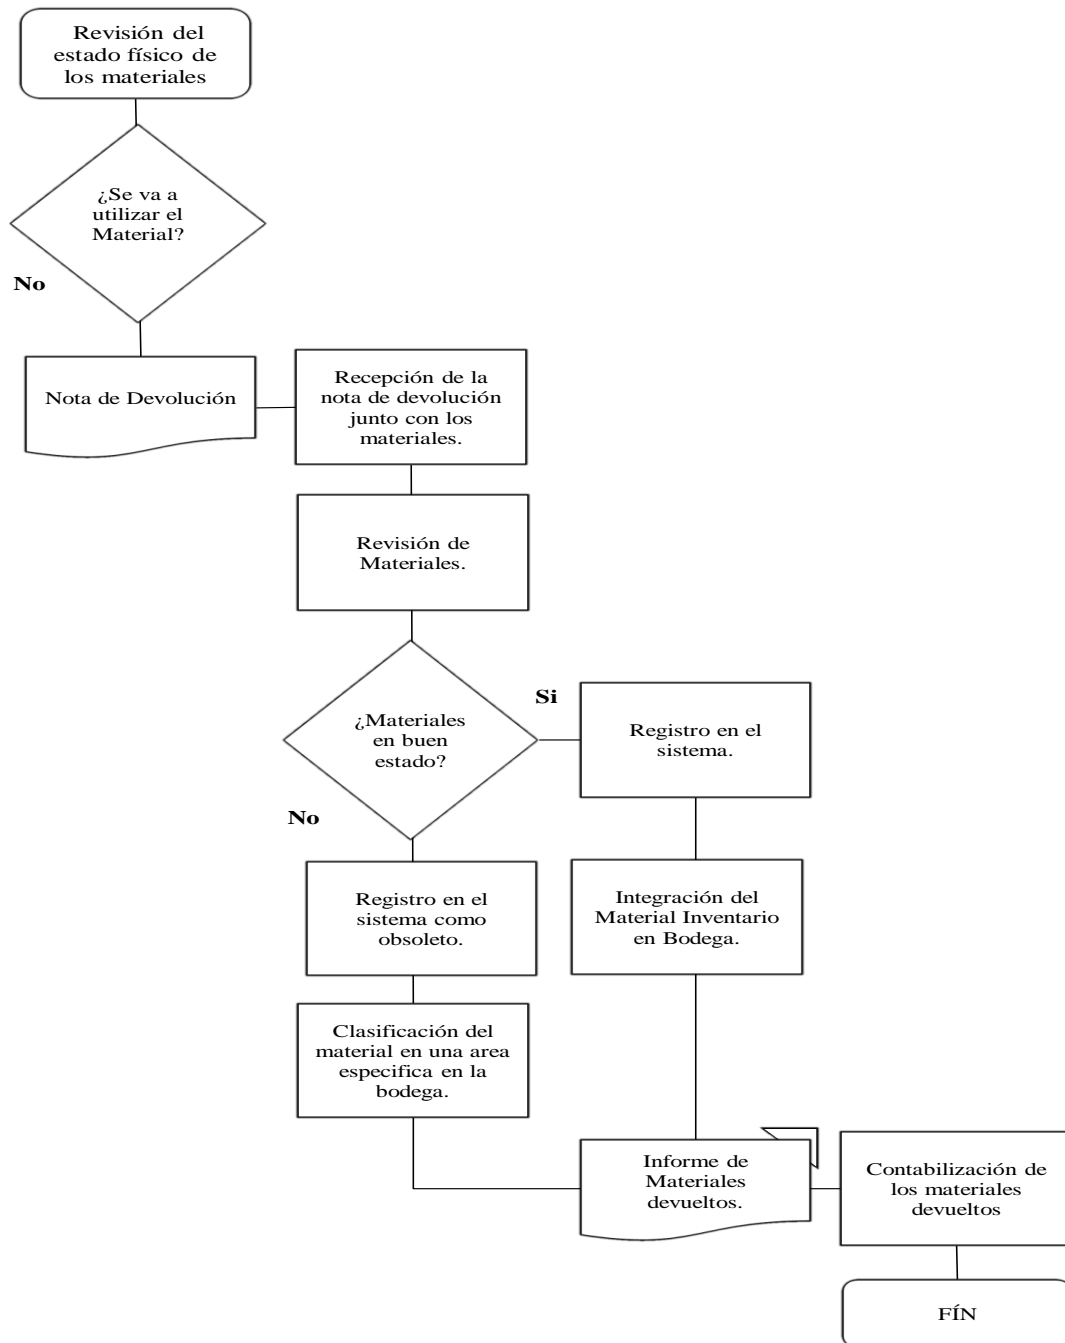 Revisión del
estado físico de
los materiales
¿Se va a
utilizar el
Material?
No
Nota de Devolución
Recepción de la
nota de devolución
junto con los
materiales.
Revisión de
Materiales.
¿Materiales
en buen
estado?
Si
Registro en el
sistema.
No
Registro en el
sistema como
obsoleto.
Integración del
Material Inventario
en Bodega.
Clasificación del
material en una area
especifica en la
bodega.
Informe de
Materiales
devueltos.
Contabilización de
los materiales
devueltos
FÍN